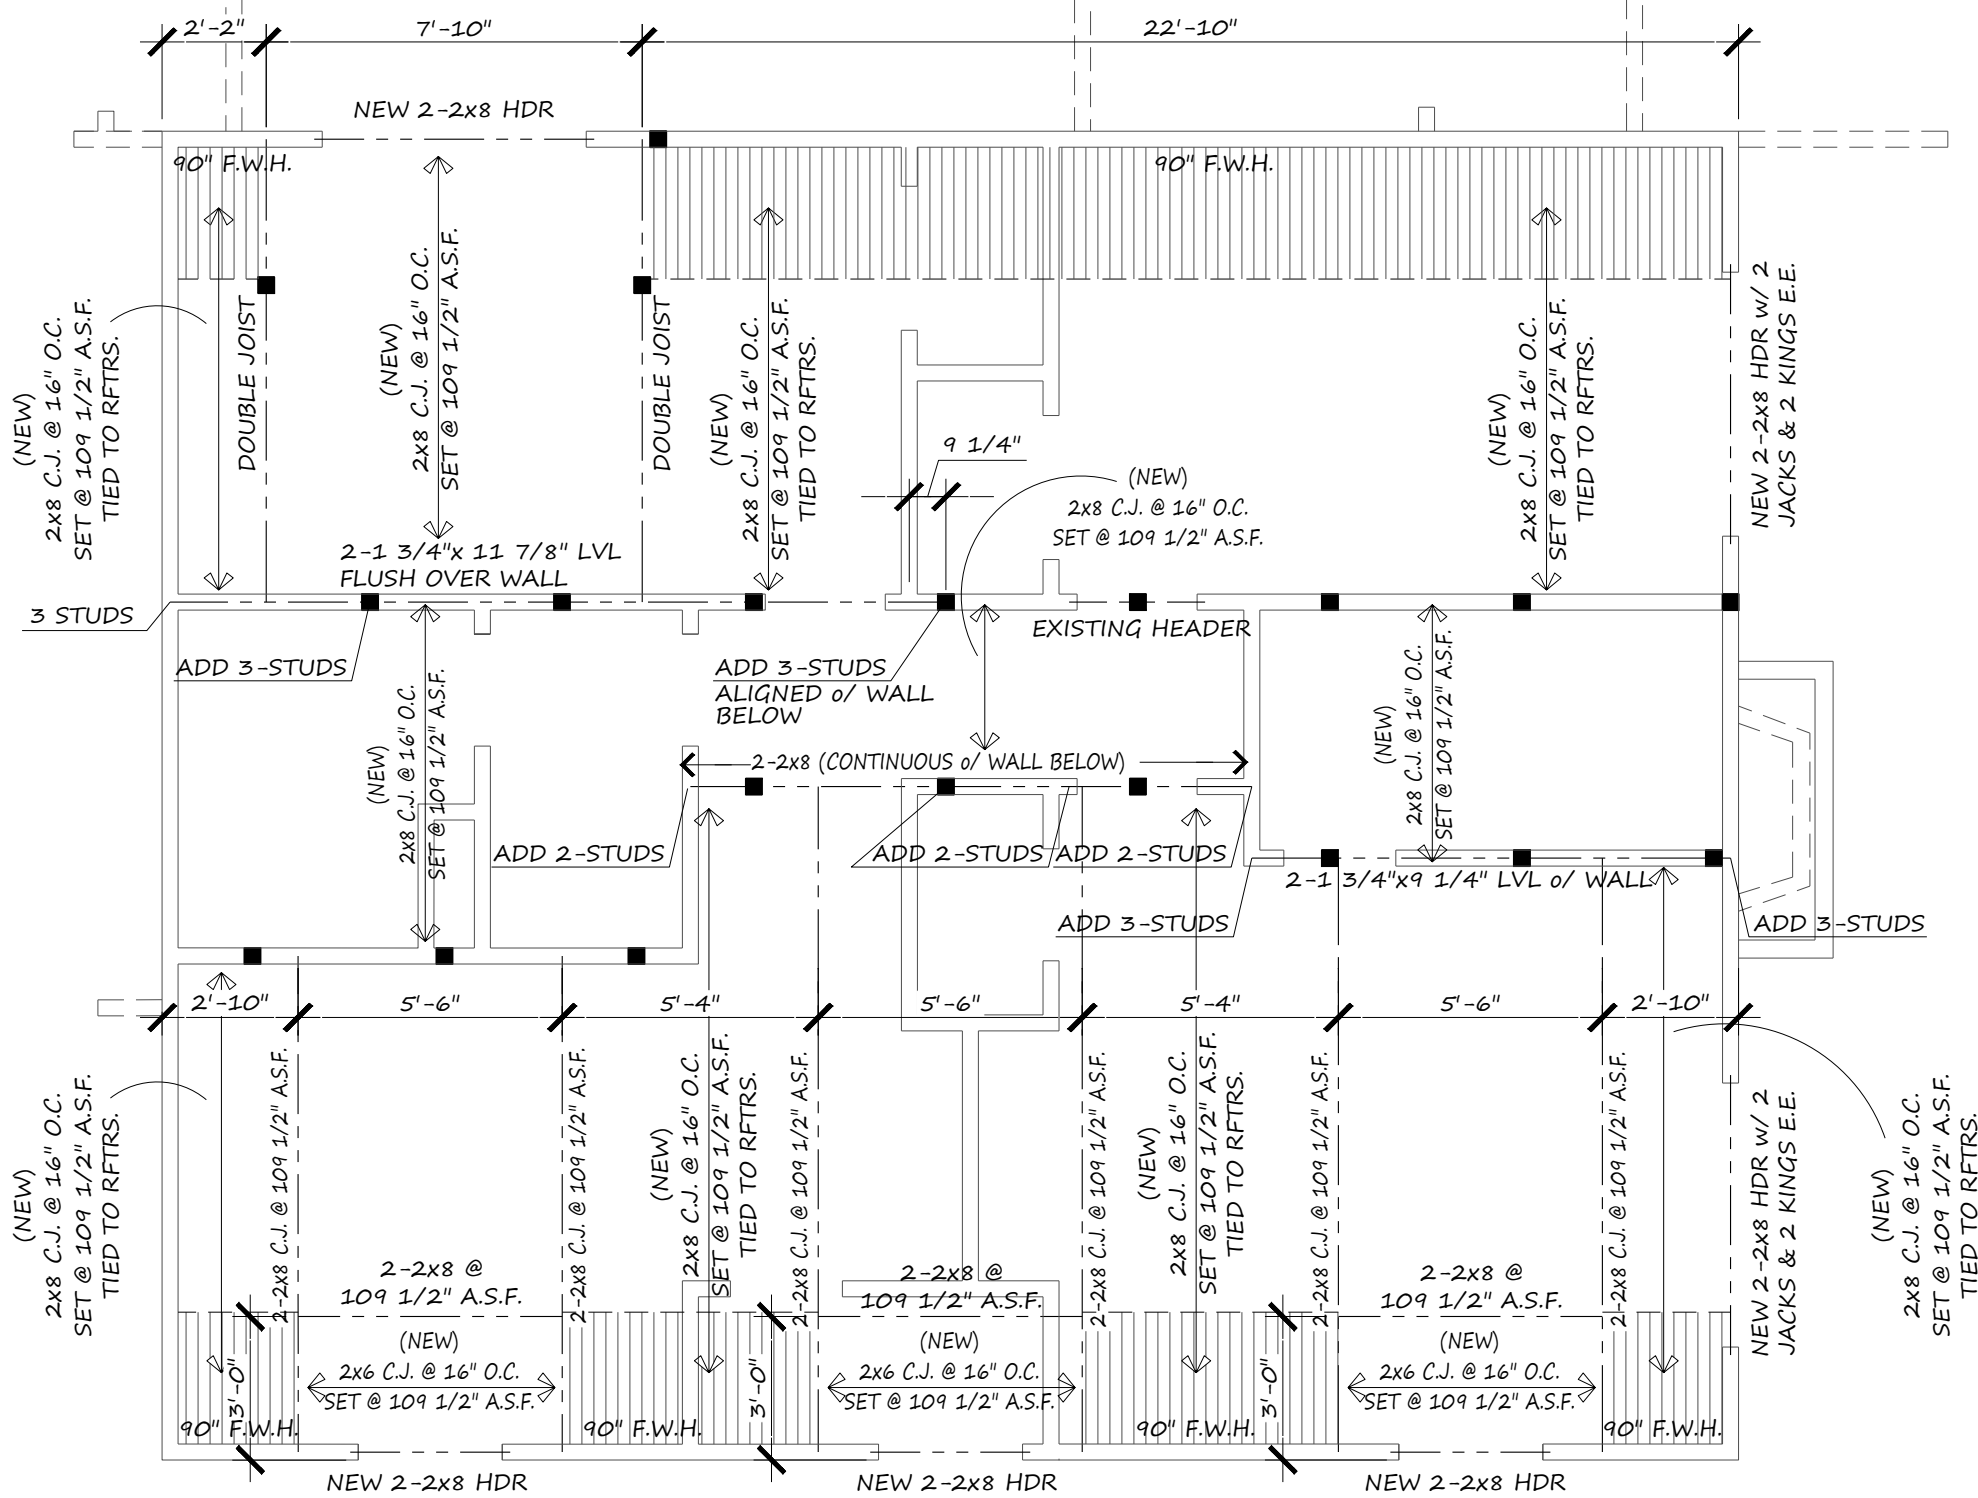 2'-2"
7'-10"
22'-10"
NEW 2-2x8 HDR
90" F.W.H.
90" F.W.H.
(NEW)
2x8 C.J. @ 16" O.C.
SET @ 109 1/2" A.S.F.
TIED TO RFTRS.
DOUBLE JOIST
(NEW)
2x8 C.J. @ 16" O.C.
SET @ 109 1/2" A.S.F.
DOUBLE JOIST
(NEW)
2x8 C.J. @ 16" O.C.
SET @ 109 1/2" A.S.F.
TIED TO RFTRS.
9 1/4"
(NEW)
2x8 C.J. @ 16" O.C.
SET @ 109 1/2" A.S.F.
(NEW)
2x8 C.J. @ 16" O.C.
SET @ 109 1/2" A.S.F.
TIED TO RFTRS.
NEW 2-2x8 HDR w/ 2
JACKS & 2 KINGS E.E.
2-1 3/4"x 11 7/8" LVL
FLUSH OVER WALL
3 STUDS
EXISTING HEADER
ADD 3-STUDS
ADD 3-STUDS
ALIGNED o/ WALL
BELOW
(NEW)
2x8 C.J. @ 16" O.C.
SET @ 109 1/2" A.S.F.
(NEW)
2x8 C.J. @ 16" O.C.
SET @ 109 1/2" A.S.F.
2-2x8 (CONTINUOUS o/ WALL BELOW)
ADD 2-STUDS
ADD 2-STUDS
ADD 2-STUDS
2-1 3/4"x9 1/4" LVL o/ WALL
ADD 3-STUDS
ADD 3-STUDS
2'-10"
5'-6"
5'-4"
5'-6"
5'-4"
5'-6"
2'-10"
(NEW)
2x8 C.J. @ 16" O.C.
SET @ 109 1/2" A.S.F.
TIED TO RFTRS.
2-2x8 C.J. @ 109 1/2" A.S.F.
2-2x8 C.J. @ 109 1/2" A.S.F.
(NEW)
2x8 C.J. @ 16" O.C.
SET @ 109 1/2" A.S.F.
TIED TO RFTRS.
2-2x8 C.J. @ 109 1/2" A.S.F.
2-2x8 C.J. @ 109 1/2" A.S.F.
(NEW)
2x8 C.J. @ 16" O.C.
SET @ 109 1/2" A.S.F.
TIED TO RFTRS.
2-2x8 C.J. @ 109 1/2" A.S.F.
2-2x8 C.J. @ 109 1/2" A.S.F.
NEW 2-2x8 HDR w/ 2
JACKS & 2 KINGS E.E.
(NEW)
2x8 C.J. @ 16" O.C.
SET @ 109 1/2" A.S.F.
TIED TO RFTRS.
2-2x8 @
109 1/2" A.S.F.
2-2x8 @
109 1/2" A.S.F.
2-2x8 @
109 1/2" A.S.F.
(NEW)
2x6 C.J. @ 16" O.C.
SET @ 109 1/2" A.S.F.
(NEW)
2x6 C.J. @ 16" O.C.
SET @ 109 1/2" A.S.F.
(NEW)
2x6 C.J. @ 16" O.C.
SET @ 109 1/2" A.S.F.
3'-0"
3'-0"
3'-0"
90" F.W.H.
90" F.W.H.
90" F.W.H.
90" F.W.H.
NEW 2-2x8 HDR
NEW 2-2x8 HDR
NEW 2-2x8 HDR